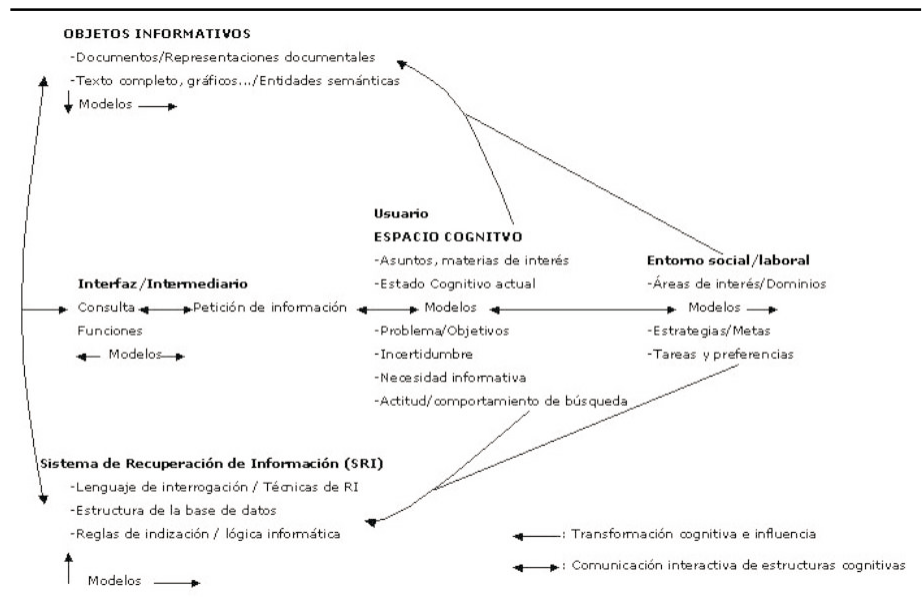 OBJETOS INFORMATIVOS
-Documentos/Representaciones documentales
-Texto completo, gráficos.../Entidades semánticas
Modelos
Usuario
ESPACIO COGNITVO
-Asuntos, materias de interés
-Estado Cognitivo actual
Modelos
-Problema/Objetivos
-Incertidumbre
-Necesidad informativa
-Actitud/comportamiento de búsqueda
Entorno social/laboral
-Áreas de interés/Dominios
Modelos
-Estrategias/Metas
-Tareas y preferencias
Interfaz/Intermediario
Consulta Petición de información
Funciones
Modelos
Sistema de Recuperación de Información (SRI)
-Lenguaje de interrogación / Técnicas de RI
-Estructura de la base de datos
-Reglas de indización / lógica informática
Modelos
: Transformación cognitiva e influencia
: Comunicación interactiva de estructuras cognitivas